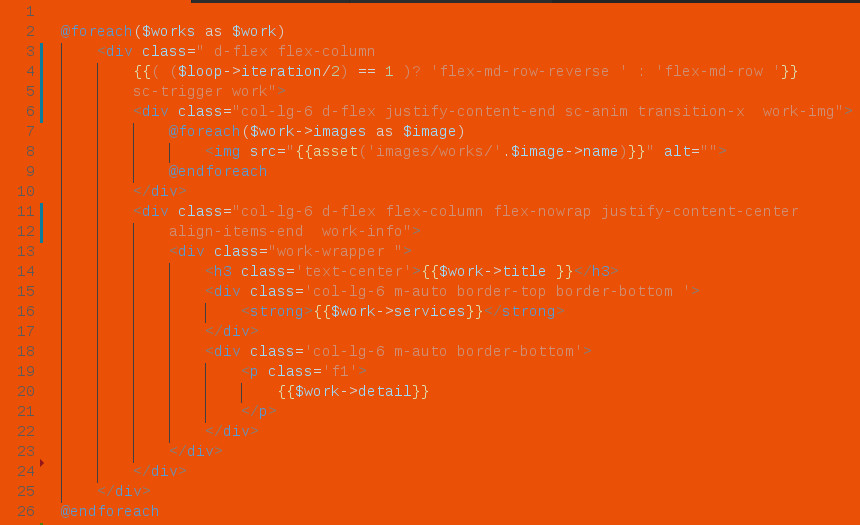 1
2 @foreach($works as $work)
3 <div class=" d-flex flex-column
4 {{( ($loop->iteration/2) == 1 )? 'flex-md-row-reverse ' : 'flex-md-row '}}
5 sc-trigger work">
6 <div class="col-lg-6 d-flex justify-content-end sc-anim transition-x  work-img">
7 @foreach($work->images as $image)
8 <img src="{{asset('images/works/'.$image->name)}}" alt="">
9 @endforeach
10 </div>
11 <div class="col-lg-6 d-flex flex-column flex-nowrap justify-content-center
12 align-items-end  work-info">
13 <div class="work-wrapper ">
14 <h3 class='text-center'>{{$work->title }}</h3>
15 <div class='col-lg-6 m-auto border-top border-bottom '>
16 <strong>{{$work->services}}</strong>
17 </div>
18 <div class='col-lg-6 m-auto border-bottom'>
19 <p class='f1'>
20 {{$work->detail}}
21 </p>
22 </div>
23 </div>
24 </div>
25 </div>
26 @endforeach